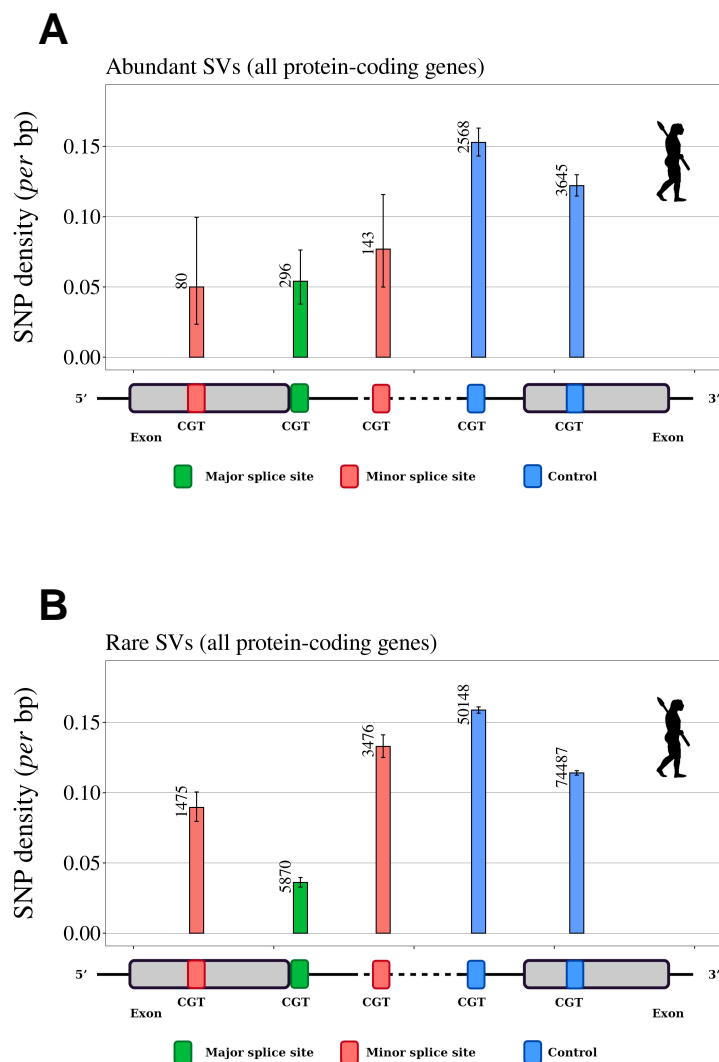 A
Abundant SVs (all protein-coding genes)
SNP density (per bp)
0.15
0.10
0.05
0.00
80
296
143
2568
3645
5′
3′
CGT
CGT
CGT
CGT
CGT
Exon
Exon
Major splice site
Minor splice site
Control
B
Rare SVs (all protein-coding genes)
SNP density (per bp)
0.15
0.10
0.05
0.00
1475
5870
3476
50148
74487
5′
3′
CGT
CGT
CGT
CGT
CGT
Exon
Exon
Major splice site
Minor splice site
Control